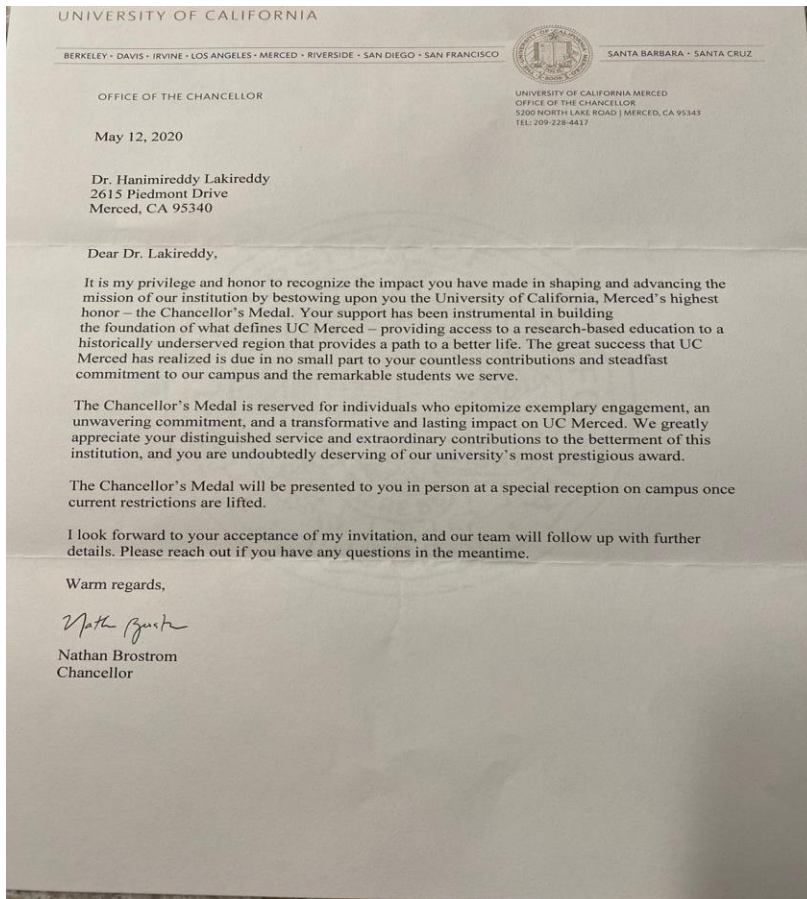 UNIVERSITY OF CALIFORNIA
BERKELEY • DAVIS • IRVINE • LOS ANGELES • MERCED • RIVERSIDE • SAN DIEGO • SAN FRANCISCO
SANTA BARBARA • SANTA CRUZ
OFFICE OF THE CHANCELLOR
UNIVERSITY OF CALIFORNIA MERCED
OFFICE OF THE CHANCELLOR
5200 NORTH LAKE ROAD | MERCED, CA 95343
TEL: 209-228-4417
May 12, 2020
Dr. Hanimireddy Lakireddy
2615 Piedmont Drive
Merced, CA 95340
Dear Dr. Lakireddy,
It is my privilege and honor to recognize the impact you have made in shaping and advancing the
mission of our institution by bestowing upon you the University of California, Merced's highest
honor – the Chancellor's Medal. Your support has been instrumental in building
the foundation of what defines UC Merced – providing access to a research-based education to a
historically underserved region that provides a path to a better life. The great success that UC
Merced has realized is due in no small part to your countless contributions and steadfast
commitment to our campus and the remarkable students we serve.
The Chancellor's Medal is reserved for individuals who epitomize exemplary engagement, an
unwavering commitment, and a transformative and lasting impact on UC Merced. We greatly
appreciate your distinguished service and extraordinary contributions to the betterment of this
institution, and you are undoubtedly deserving of our university's most prestigious award.
The Chancellor's Medal will be presented to you in person at a special reception on campus once
current restrictions are lifted.
I look forward to your acceptance of my invitation, and our team will follow up with further
details. Please reach out if you have any questions in the meantime.
Warm regards,
Nathan Brostrom
Chancellor